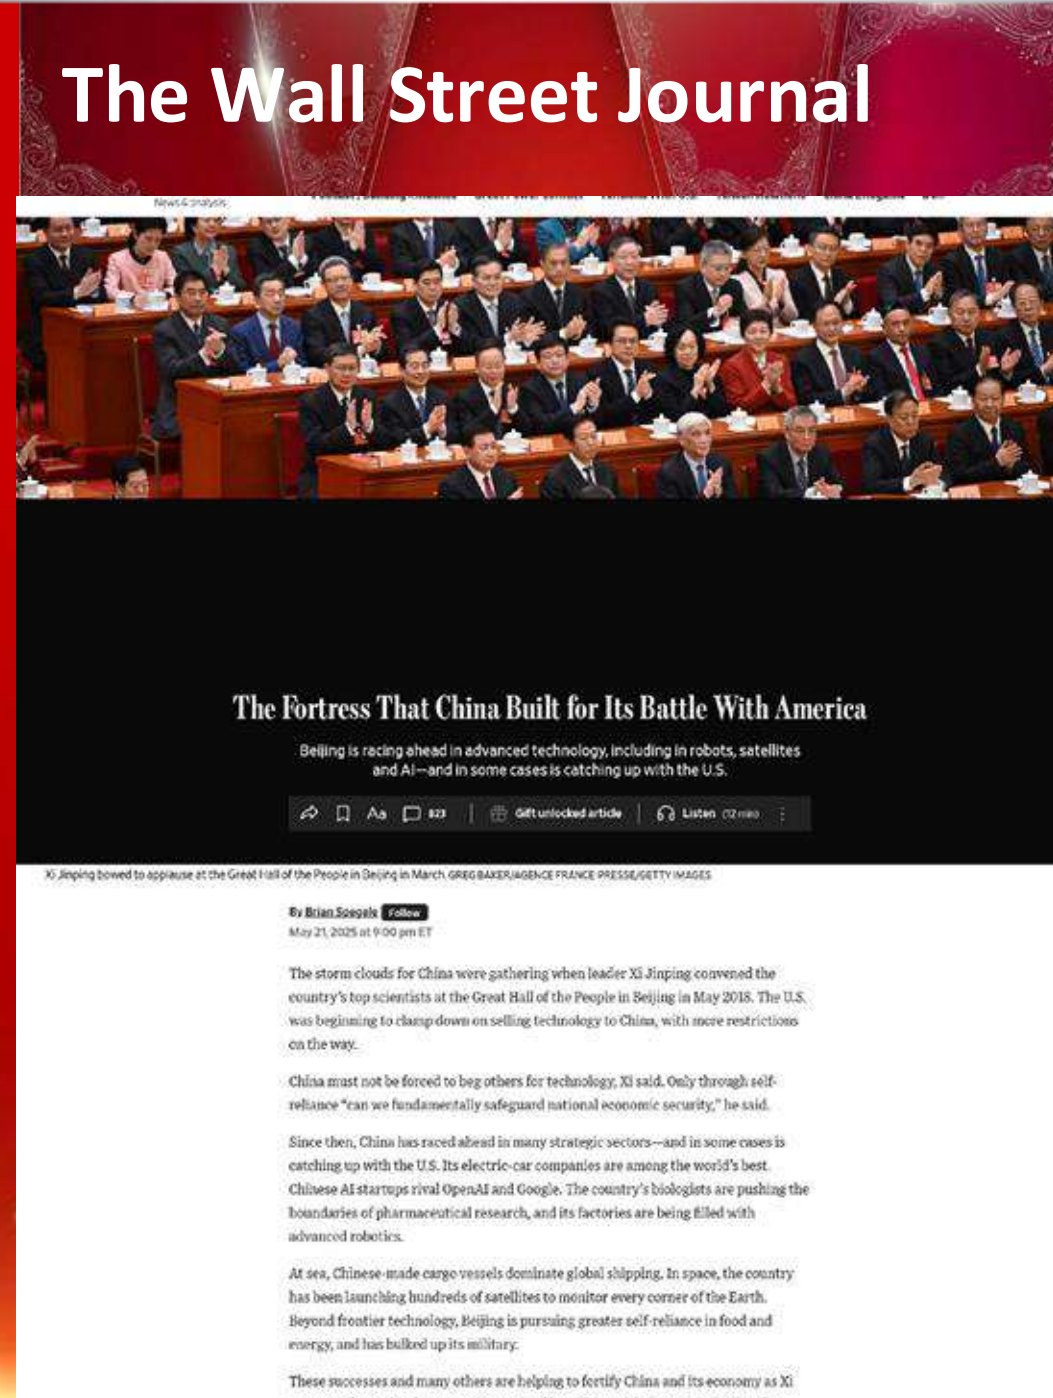 The Wall Street Journal
News & analysis
The Fortress That China Built for Its Battle With America
Beijing is racing ahead in advanced technology, including in robots, satellites
and AI—and in some cases is catching up with the U.S.
Aa 823 Gift unlocked article Listen (12 min)
Xi Jinping bowed to applause at the Great Hall of the People in Beijing in March. GREG BAKER/AGENCE FRANCE-PRESSE/GETTY IMAGES
By Brian Spegele Follow
May 21, 2025 at 9:00 pm ET
The storm clouds for China were gathering when leader Xi Jinping convened the
country's top scientists at the Great Hall of the People in Beijing in May 2018. The U.S.
was beginning to clamp down on selling technology to China, with more restrictions
on the way.
China must not be forced to beg others for technology, Xi said. Only through self-
reliance "can we fundamentally safeguard national economic security," he said.
Since then, China has raced ahead in many strategic sectors—and in some cases is
catching up with the U.S. Its electric-car companies are among the world's best.
Chinese AI startups rival OpenAI and Google. The country's biologists are pushing the
boundaries of pharmaceutical research, and its factories are being filled with
advanced robotics.
At sea, Chinese-made cargo vessels dominate global shipping. In space, the country
has been launching hundreds of satellites to monitor every corner of the Earth.
Beyond frontier technology, Beijing is pursuing greater self-reliance in food and
energy, and has bulked up its military.
These successes and many others are helping to fortify China and its economy as Xi